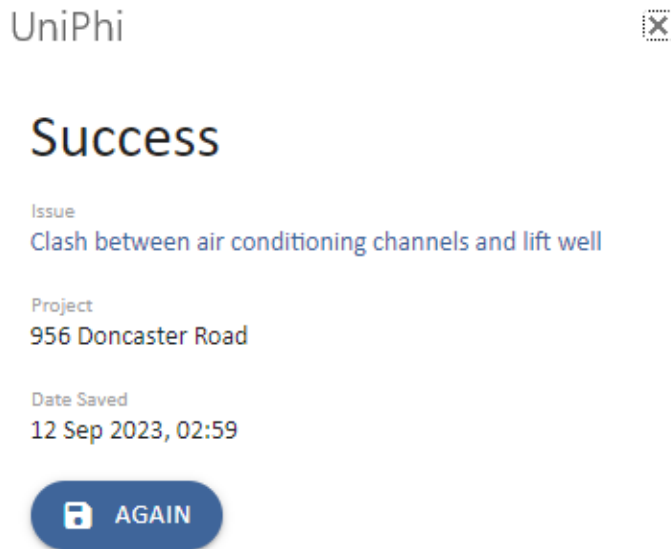 UniPhi
Success
Issue
Clash between air conditioning channels and lift well
Project
956 Doncaster Road
Date Saved
12 Sep 2023, 02:59
AGAIN